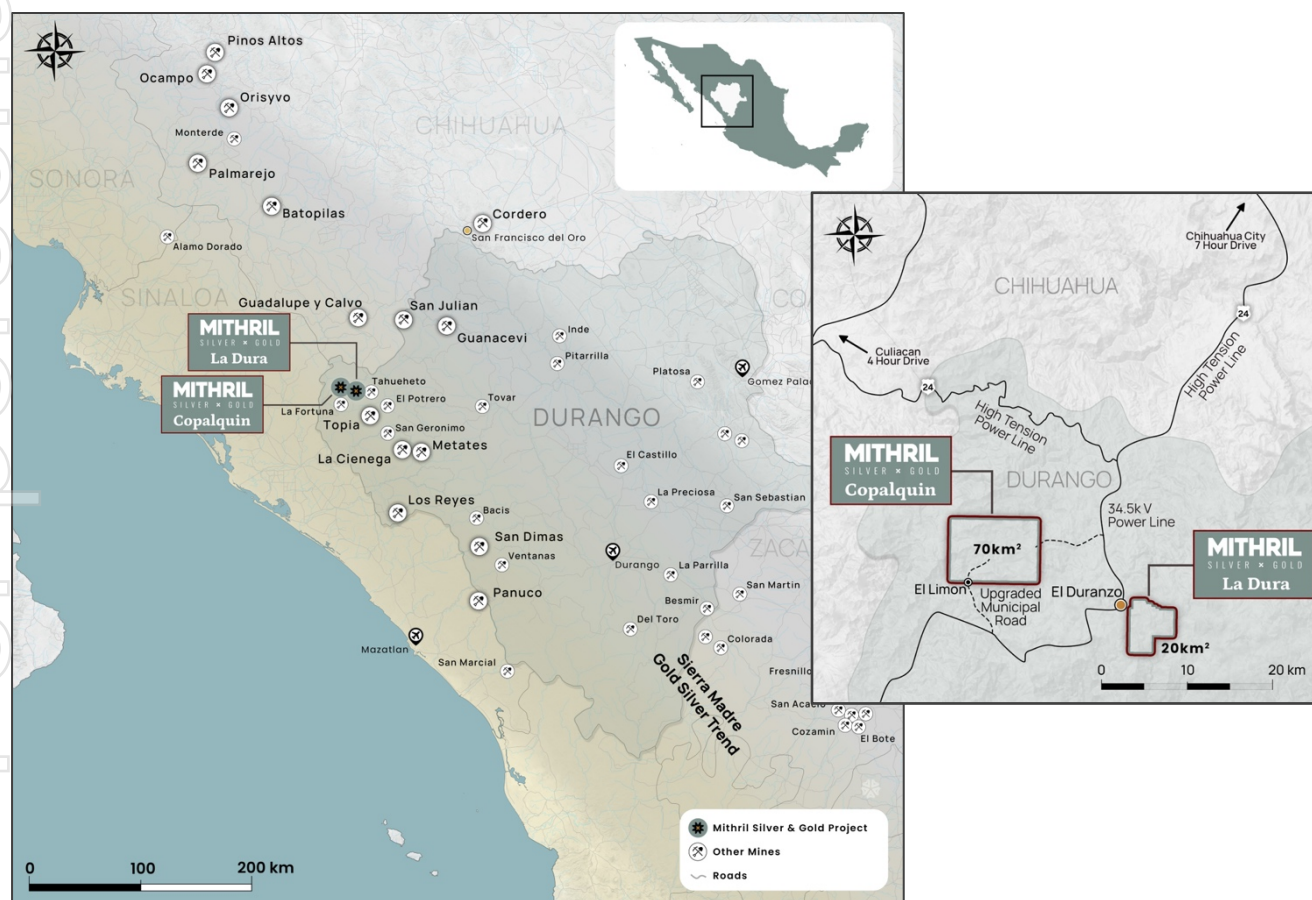 Pinos Altos
Ocampo
Orisyvo
CHIHUAHUA
Monterde
SONORA
Palmarejo
Batopilas
Cordero
San Francisco del Oro
Alamo Dorado
SINALOA
Guadalupe y Calvo
San Julian
Guanacevi
MITHRIL
SILVER × GOLD
La Dura
Inde
Pitarrilla
Platosa
Gomez Palac
MITHRIL
SILVER × GOLD
Copalquin
Tahueheto
La Fortuna
El Potrero
Tovar
DURANGO
Topia
San Geronimo
La Cienega
Metates
El Castillo
La Preciosa
San Sebastian
Los Reyes
Bacis
San Dimas
Ventanas
ZACA
Durango
La Parrilla
San Martin
Panuco
Besmir
Del Toro
Colorada
Mazatlan
San Marcial
Sierra Madre
Gold Silver Trend
Fresnillo
San Acacio
Cozamin
El Bote
Mithril Silver & Gold Project
Other Mines
Roads
0 100 200 km
Chihuahua City
7 Hour Drive
CHIHUAHUA
24
Culiacan
4 Hour Drive
24
High Tension
Power Line
High Tension
Power Line
MITHRIL
SILVER × GOLD
Copalquin
DURANGO
34.5k V
Power Line
70km²
MITHRIL
SILVER × GOLD
La Dura
El Limon
Upgraded
Municipal
Road
El Duranzo
20km²
0 10 20 km